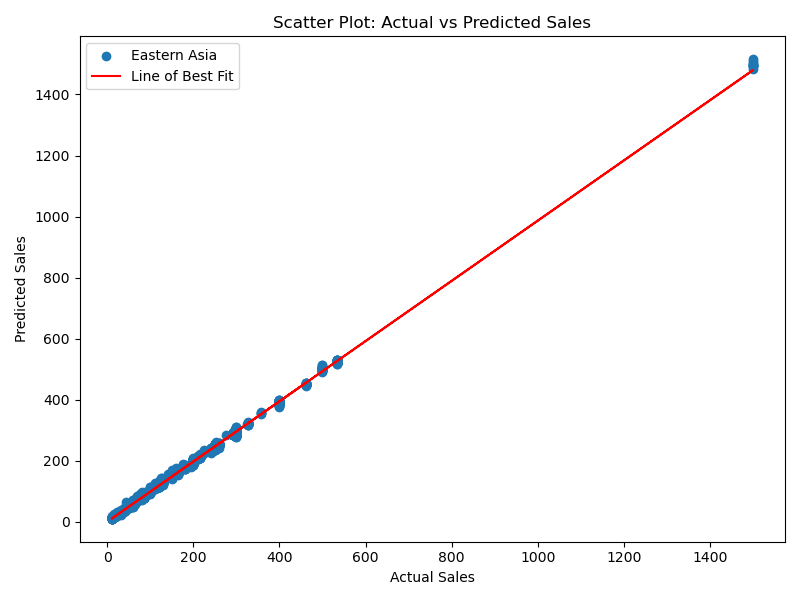 Scatter Plot: Actual vs Predicted Sales
Eastern Asia
Line of Best Fit
1400
1200
1000
800
600
400
200
0
Predicted Sales
0 200 400 600 800 1000 1200 1400
Actual Sales